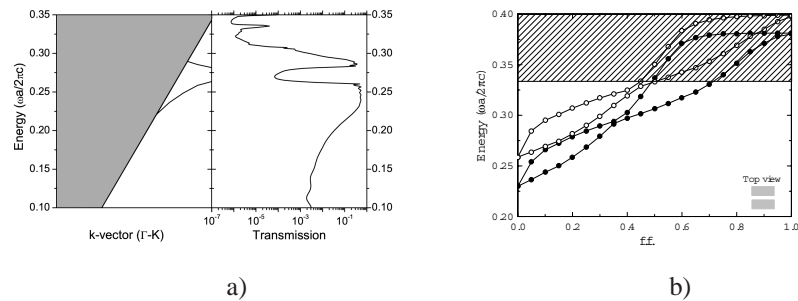 0.35
0.30
0.25
0.20
0.15
0.10
Energy (ωa/2πc)
k-vector (Γ-K)
0.35
0.30
0.25
0.20
0.15
0.10
10-7 10-5 10-3 10-1
Transmission
a)
0.40
0.35
0.30
0.25
0.20
Energy (ωa/2πc)
Top view
0.0 0.2 0.4 0.6 0.8 1.0
f.f.
b)